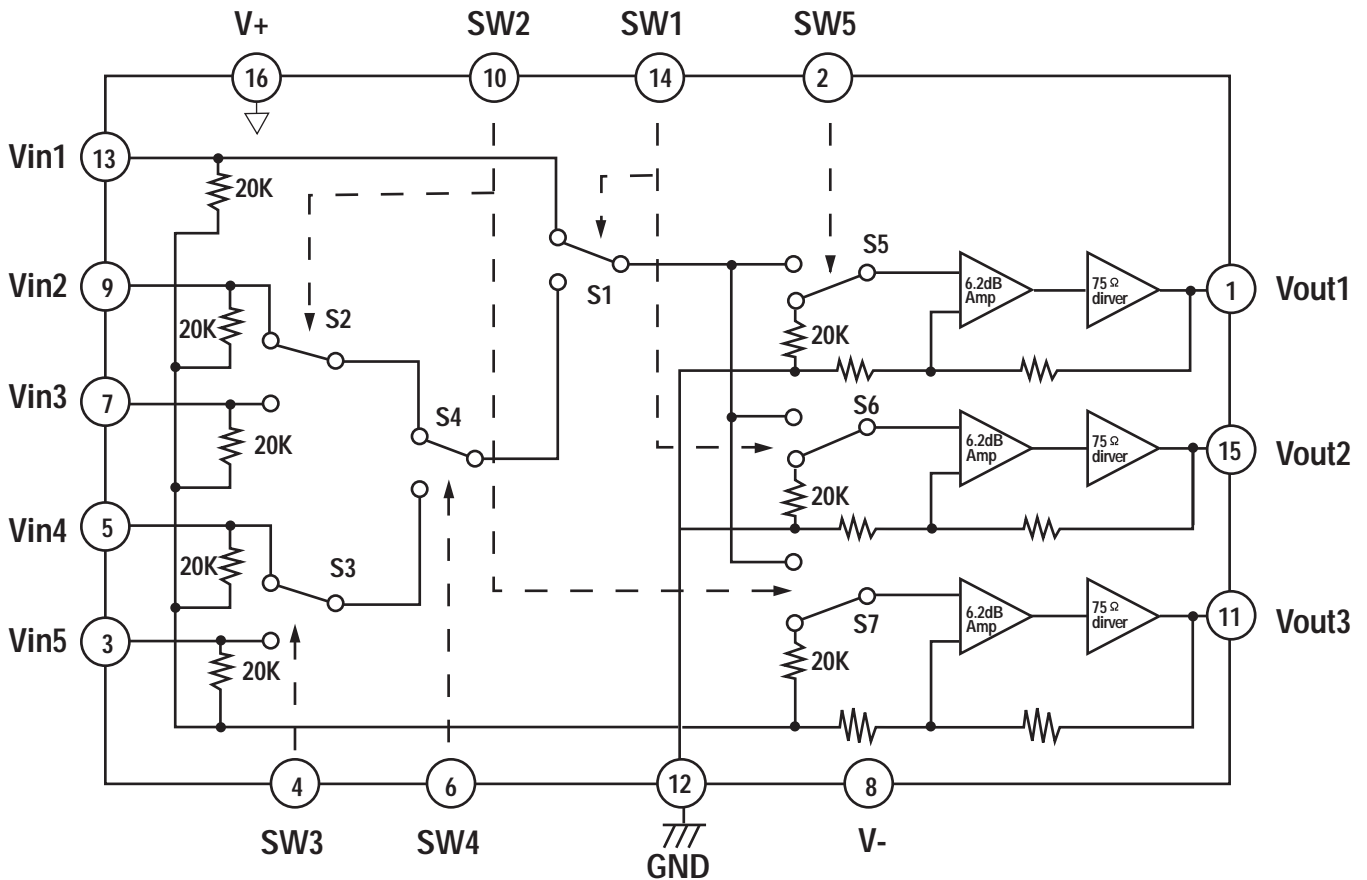 V+ SW2 SW1 SW5
16 10 14 2
Vin1 13
20K
S5
Vin2 9
S1
6.2dB Amp
75 Ω dirver
1 Vout1
20K
S2
20K
Vin3 7
S4
S6
20K
6.2dB Amp
75 Ω dirver
15 Vout2
20K
Vin4 5
20K
S3
6.2dB Amp
75 Ω dirver
11 Vout3
S7
Vin5 3
20K
20K
4 6 12 8
SW3 SW4 GND V-